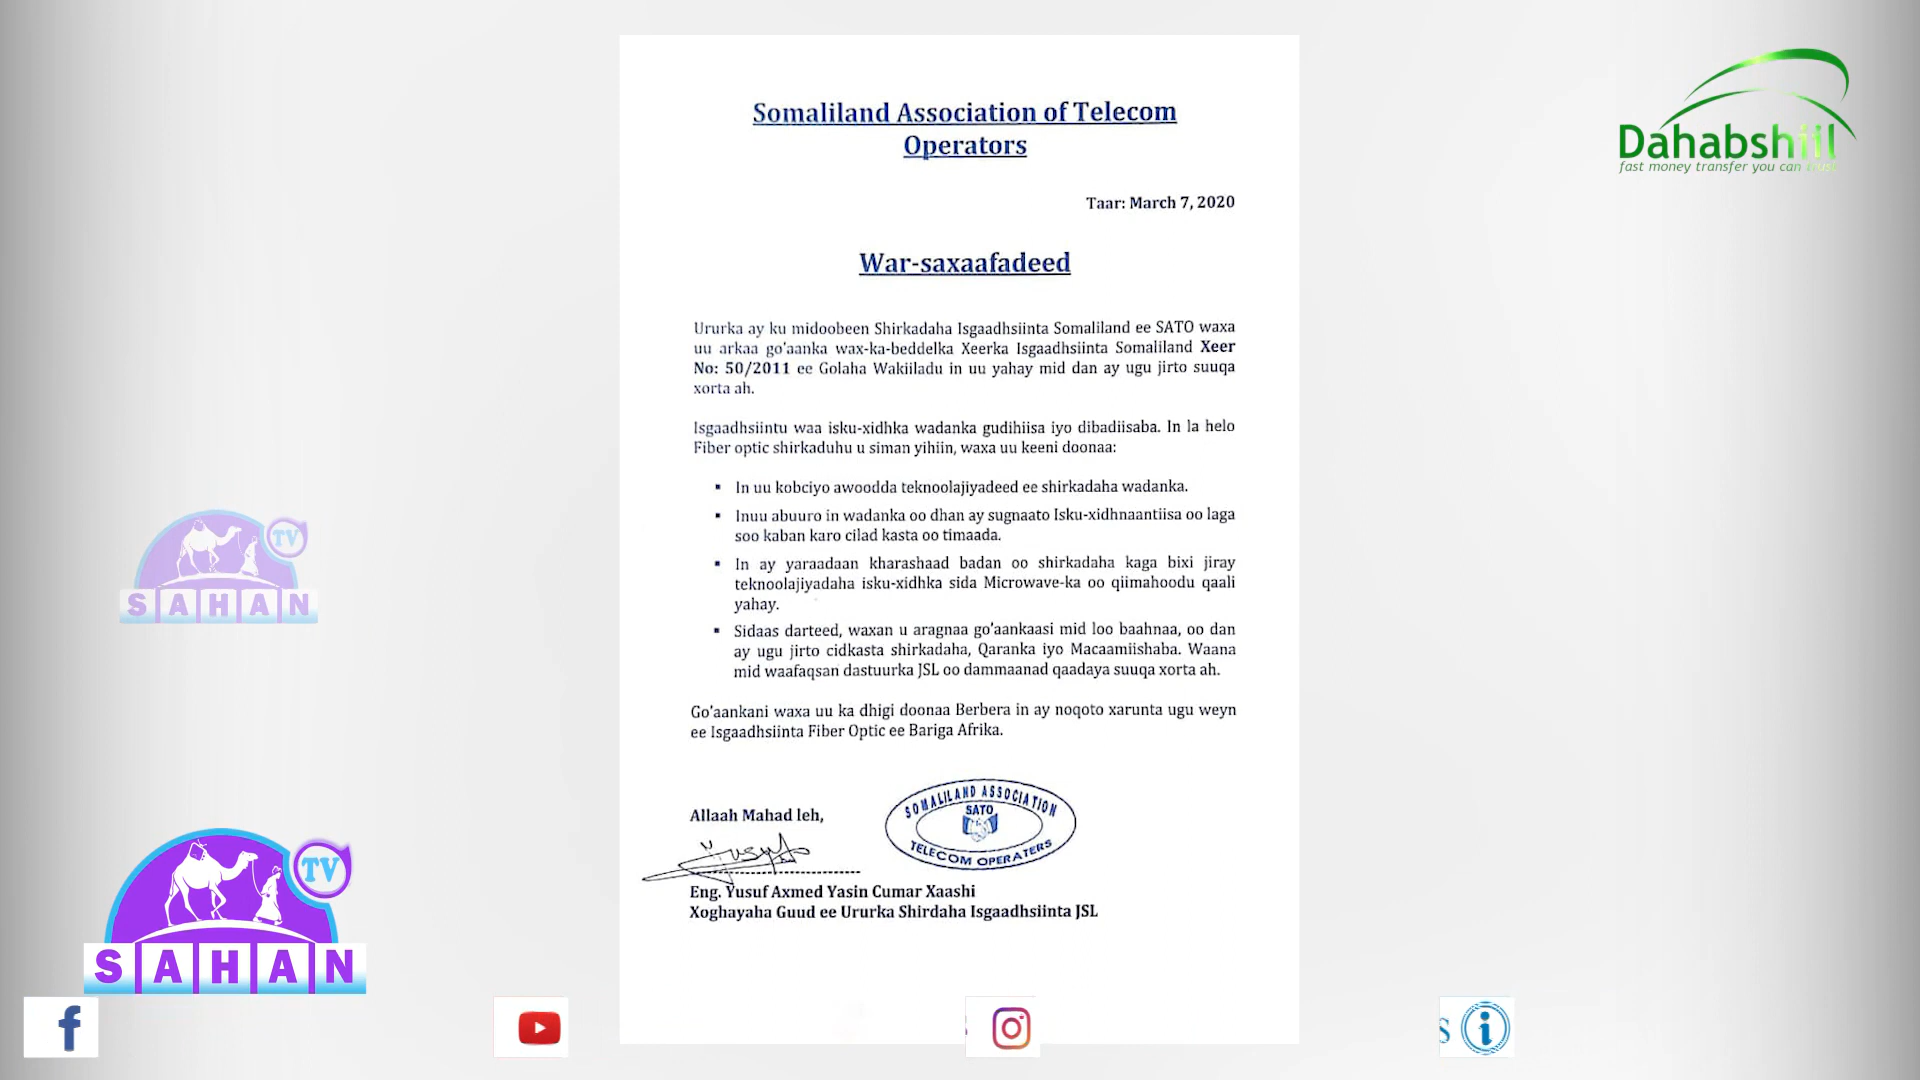 Somaliland Association of Telecom
Operators
Taar: March 7, 2020
War-saxaafadeed
Ururka ay ku midoobeen Shirkadaha Isgaadhsiinta Somaliland ee SATO waxa
uu arkaa go'aanka wax-ka-beddelka Xeerka Isgaadhsiinta Somaliland Xeer
No: 50/2011 ee Golaha Wakiiladu in uu yahay mid dan ay ugu jirto suuqa
xorta ah.
Isgaadhsiintu waa isku-xidhka wadanka gudihiisa iyo dibadiisaba. In la helo
Fiber optic shirkaduhu u siman yihiin, waxa uu keeni doonaa:
▪ In uu kobciyo awoodda teknoolajiyadeed ee shirkadaha wadanka.
▪ Inuu abuuro in wadanka oo dhan ay sugnaato Isku-xidhnaantiisa oo laga
soo kaban karo cilad kasta oo timaada.
▪ In ay yaraadaan kharashaad badan oo shirkadaha kaga bixi jiray
teknoolajiyadaha isku-xidhka sida Microwave-ka oo qiimahoodu qaali
yahay.
▪ Sidaas darteed, waxan u aragnaa go'aankaasi mid loo baahnaa, oo dan
ay ugu jirto cidkasta shirkadaha, Qaranka iyo Macaamiishaba. Waana
mid waafaqsan dastuurka JSL oo dammaanad qaadaya suuqa xorta ah.
Go'aankani waxa uu ka dhigi doonaa Berbera in ay noqoto xarunta ugu weyn
ee Isgaadhsiinta Fiber Optic ee Bariga Afrika.
Allaah Mahad leh,
SOMALILAND ASSOCIATION
SATO
TELECOM OPERATERS
Eng. Yusuf Axmed Yasin Cumar Xaashi
Xoghayaha Guud ee Ururka Shirdaha Isgaadhsiinta JSL
Dahabshiil
fast money transfer you can trust
TV
SAHAN
TV
SAHAN
S